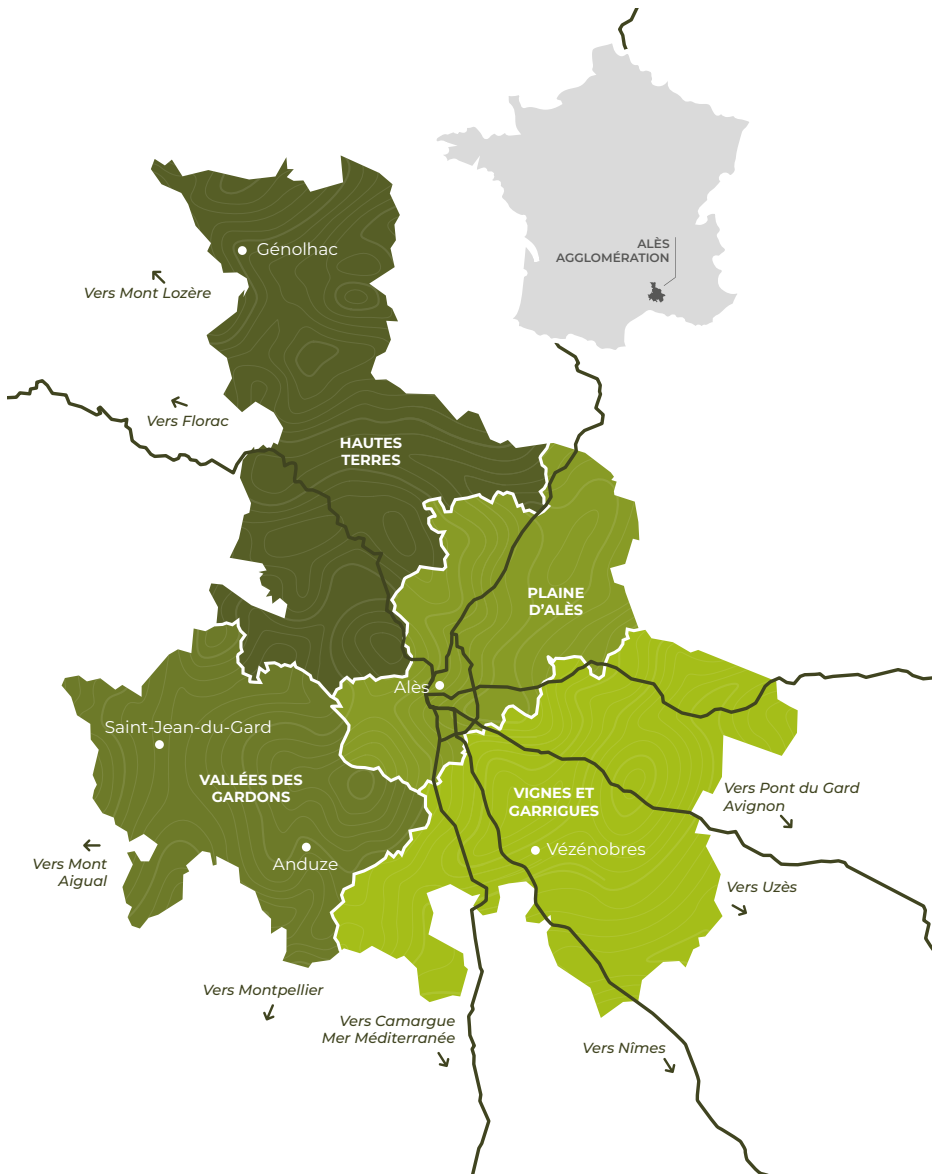 ALÈS
AGGLOMÉRATION
Génolhac
Vers Mont Lozère
Vers Florac
HAUTES
TERRES
PLAINE
D'ALÈS
Alès
Saint-Jean-du-Gard
VALLÉES DES
GARDONS
VIGNES ET
GARRIGUES
Vers Pont du Gard
Avignon
Vézénobres
Anduze
Vers Mont
Aigual
Vers Uzès
Vers Montpellier
Vers Camargue
Mer Méditerranée
Vers Nîmes